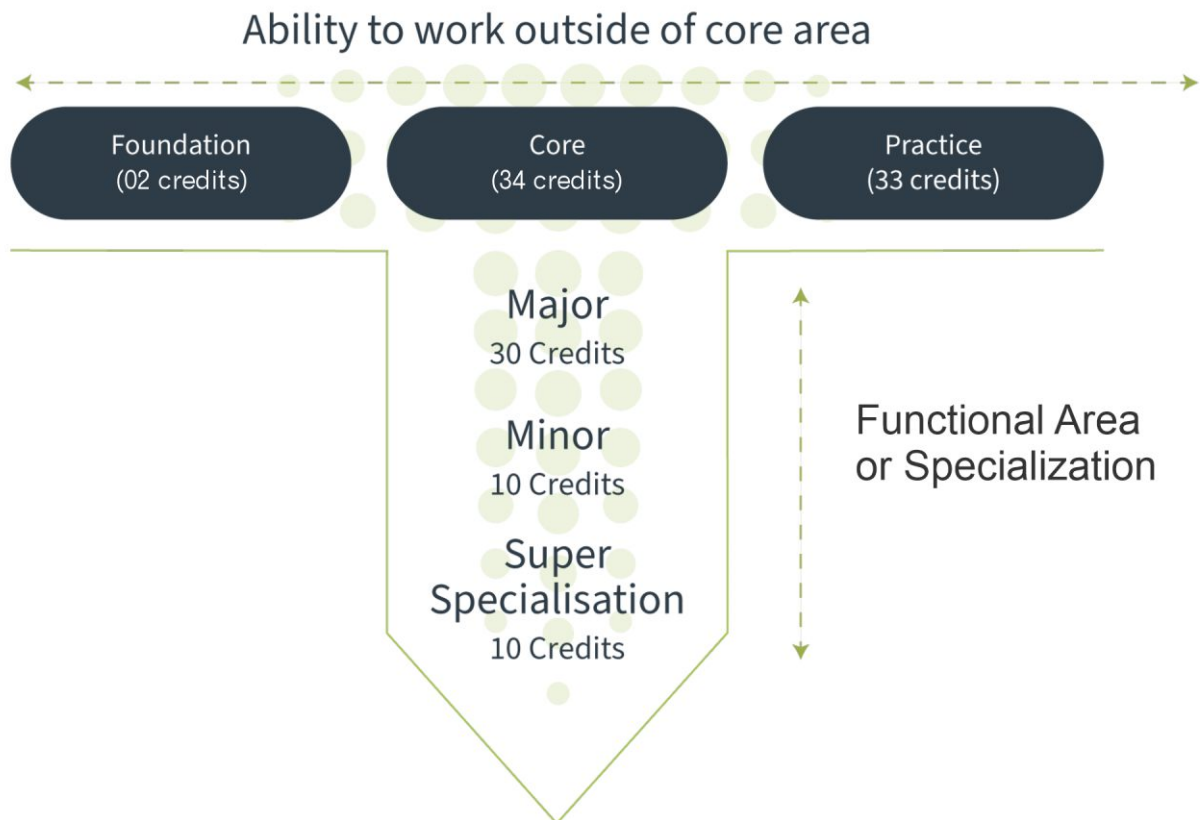 Ability to work outside of core area
Foundation
(02 credits)
Core
(34 credits)
Practice
(33 credits)
Major
30 Credits
Minor
10 Credits
Super
Specialisation
10 Credits
Functional Area
or Specialization